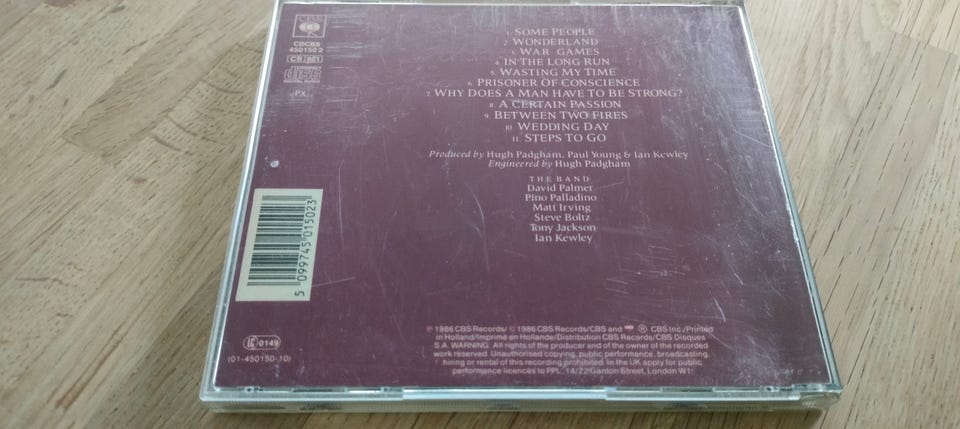 CBS
CDCBS
450150 2
CB 821
COMPACT
disc
DIGITAL AUDIO
PX
1. SOME PEOPLE
2. WONDERLAND
3. WAR GAMES
4. IN THE LONG RUN
5. WASTING MY TIME
6. PRISONER OF CONSCIENCE
7. WHY DOES A MAN HAVE TO BE STRONG?
8. A CERTAIN PASSION
9. BETWEEN TWO FIRES
10. WEDDING DAY
11. STEPS TO GO
Produced by Hugh Padgham, Paul Young & Ian Kewley
Engineered by Hugh Padgham
THE BAND
David Palmer
Pino Palladino
Matt Irving
Steve Boltz
Tony Jackson
Ian Kewley
5 099745 015023
0149
(01-450150-10)
℗ 1986 CBS Records/© 1986 CBS Records/CBS and ® CBS Inc./Printed
in Holland/Imprimé en Hollande/Distribution CBS Records/CBS Disques
S.A. WARNING. All rights of the producer and of the owner of the recorded
work reserved. Unauthorised copying, public performance, broadcasting,
hiring or rental of this recording prohibited. In the UK apply for public
performance licences to PPL, 14/22 Ganton Street, London W1: